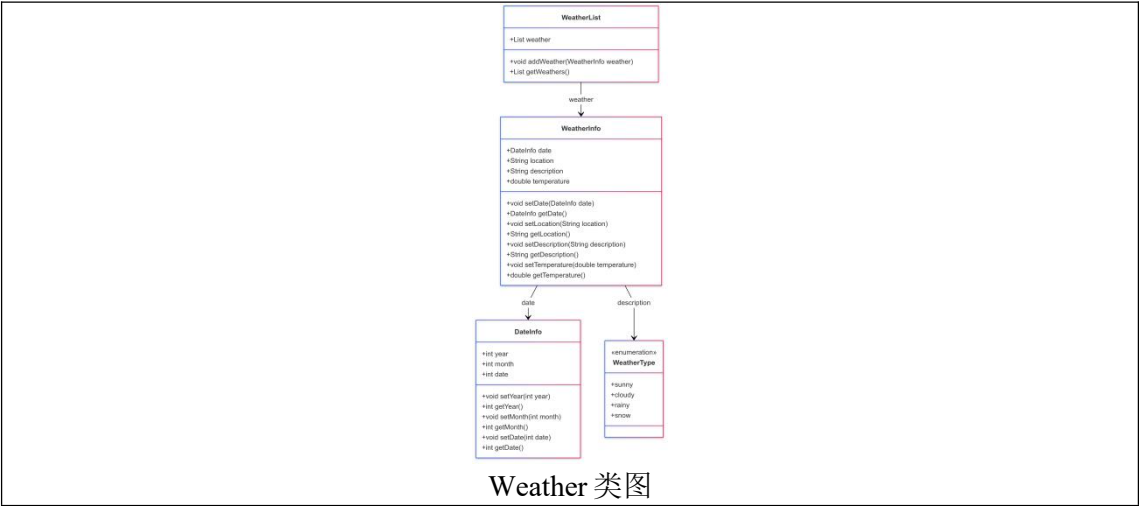 WeatherList
+List weather
+void addWeather(WeatherInfo weather)
+List getWeathers()
weather
WeatherInfo
+DateInfo date
+String location
+String description
+double temperature
+void setDate(DateInfo date)
+DateInfo getDate()
+void setLocation(String location)
+String getLocation()
+void setDescription(String description)
+String getDescription()
+void setTemperature(double temperature)
+double getTemperature()
date
description
DateInfo
+int year
+int month
+int date
+void setYear(int year)
+int getYear()
+void setMonth(int month)
+int getMonth()
+void setDate(int date)
+int getDate()
«enumeration»
WeatherType
+sunny
+cloudy
+rainy
+snow
Weather 类图